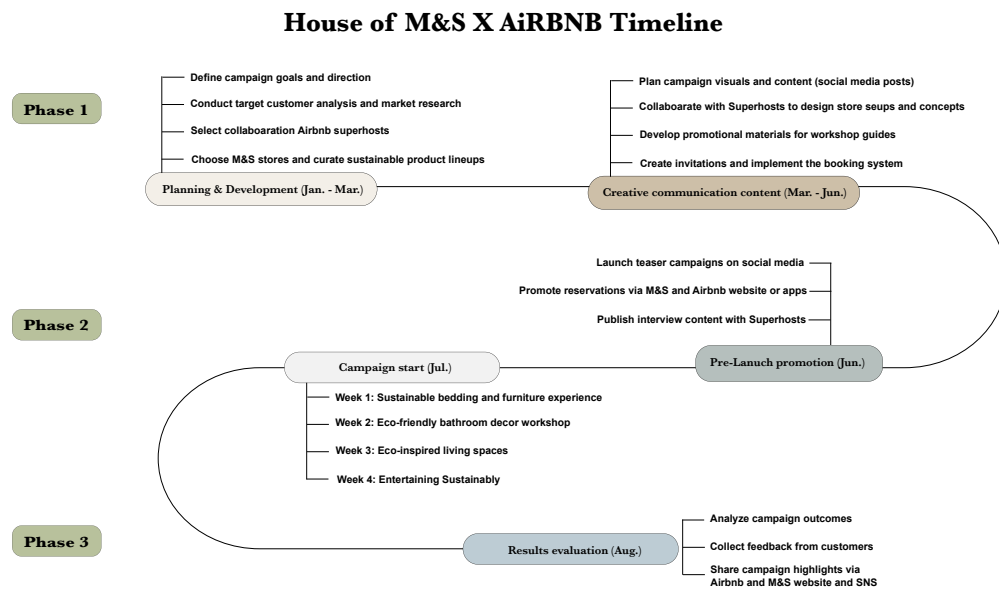 House of M&S X AiRBNB Timeline
Phase 1
Define campaign goals and direction
Conduct target customer analysis and market research
Select collaboaration Airbnb superhosts
Choose M&S stores and curate sustainable product lineups
Planning & Development (Jan. - Mar.)
Plan campaign visuals and content (social media posts)
Collaboarate with Superhosts to design store seups and concepts
Develop promotional materials for workshop guides
Create invitations and implement the booking system
Creative communication content (Mar. - Jun.)
Phase 2
Launch teaser campaigns on social media
Promote reservations via M&S and Airbnb website or apps
Publish interview content with Superhosts
Pre-Lanuch promotion (Jun.)
Campaign start (Jul.)
Week 1: Sustainable bedding and furniture experience
Week 2: Eco-friendly bathroom decor workshop
Week 3: Eco-inspired living spaces
Week 4: Entertaining Sustainably
Phase 3
Results evaluation (Aug.)
Analyze campaign outcomes
Collect feedback from customers
Share campaign highlights via
Airbnb and M&S website and SNS